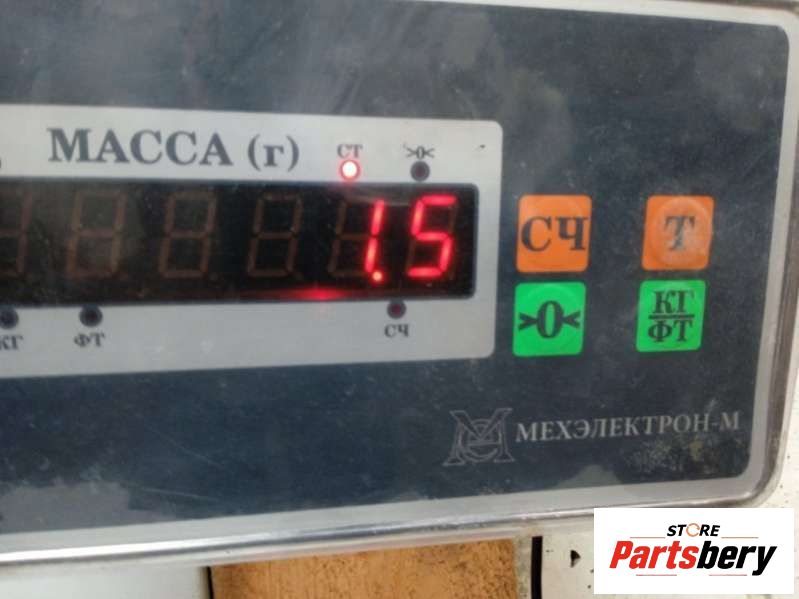 МАССА (г)
СТ >0<
1.5
СЧ Т
>0< КГ/ФТ
КГ ФТ СЧ
МЕХЭЛЕКТРОН-М
STORE
Partsbery